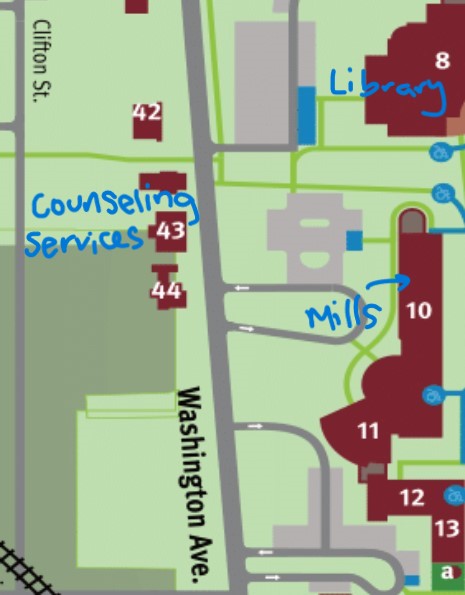 Clifton St.
8
Library
42
Counseling
Services
43
44
10
Mills
Washington Ave.
11
12
13
a